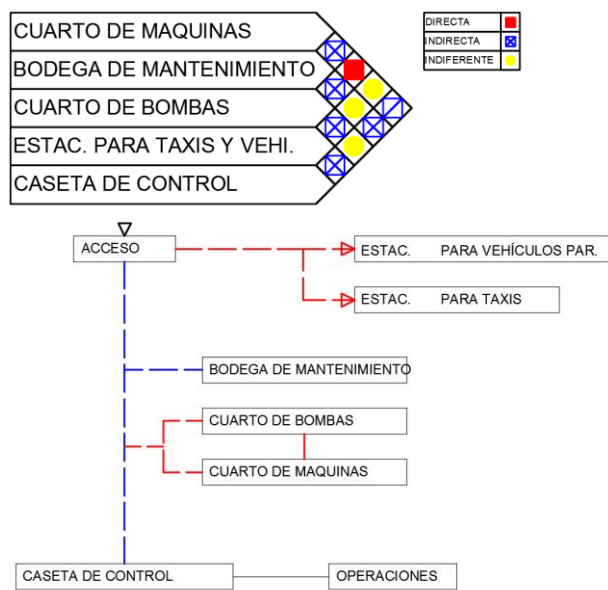 CUARTO DE MAQUINAS
BODEGA DE MANTENIMIENTO
CUARTO DE BOMBAS
ESTAC. PARA TAXIS Y VEHI.
CASETA DE CONTROL
DIRECTA
INDIRECTA
INDIFERENTE
ACCESO
ESTAC. PARA VEHÍCULOS PAR.
ESTAC. PARA TAXIS
BODEGA DE MANTENIMIENTO
CUARTO DE BOMBAS
CUARTO DE MAQUINAS
CASETA DE CONTROL
OPERACIONES